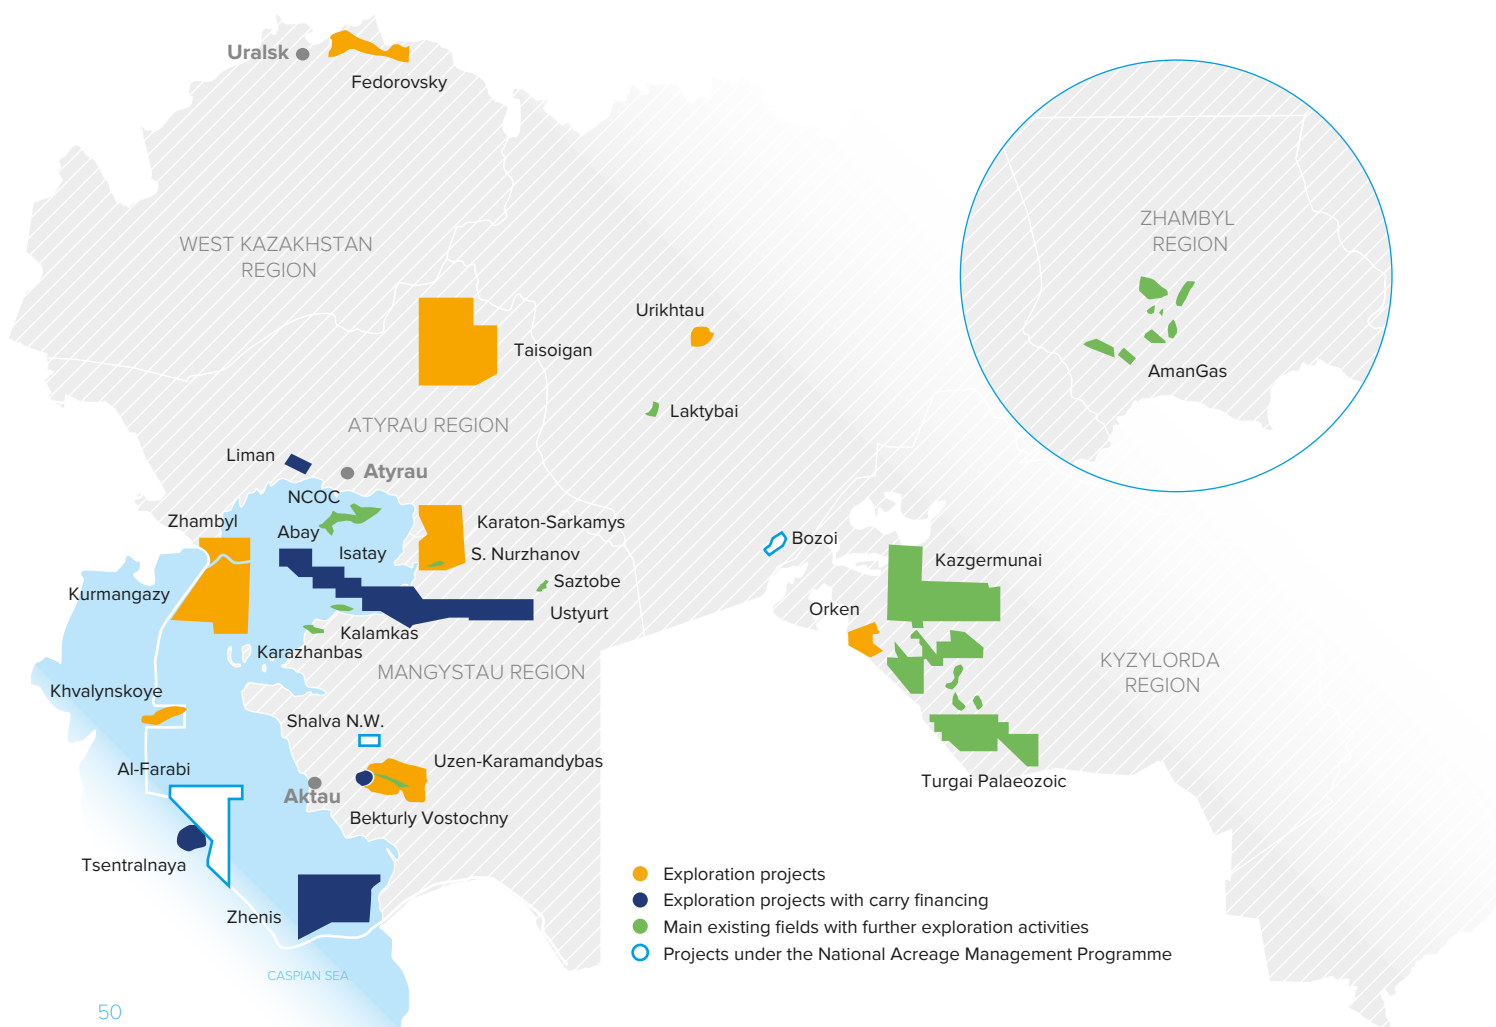 Uralsk
Fedorovsky
WEST KAZAKHSTAN
REGION
ZHAMBYL
REGION
Urikhtau
Taisoigan
AmanGas
Laktybai
ATYRAU REGION
Liman
Atyrau
NCOC
Zhambyl
Abay
Karaton-Sarkamys
Isatay
S. Nurzhanov
Bozoi
Kazgermunai
Saztobe
Kurmangazy
Ustyurt
Orken
Kalamkas
Karazhanbas
MANGYSTAU REGION
KYZYLORDA
REGION
Khvalynskoye
Shalva N.W.
Uzen-Karamandybas
Al-Farabi
Aktau
Turgai Palaeozoic
Bekturly Vostochny
Tsentralnaya
Zhenis
Exploration projects
Exploration projects with carry financing
Main existing fields with further exploration activities
Projects under the National Acreage Management Programme
CASPIAN SEA
50